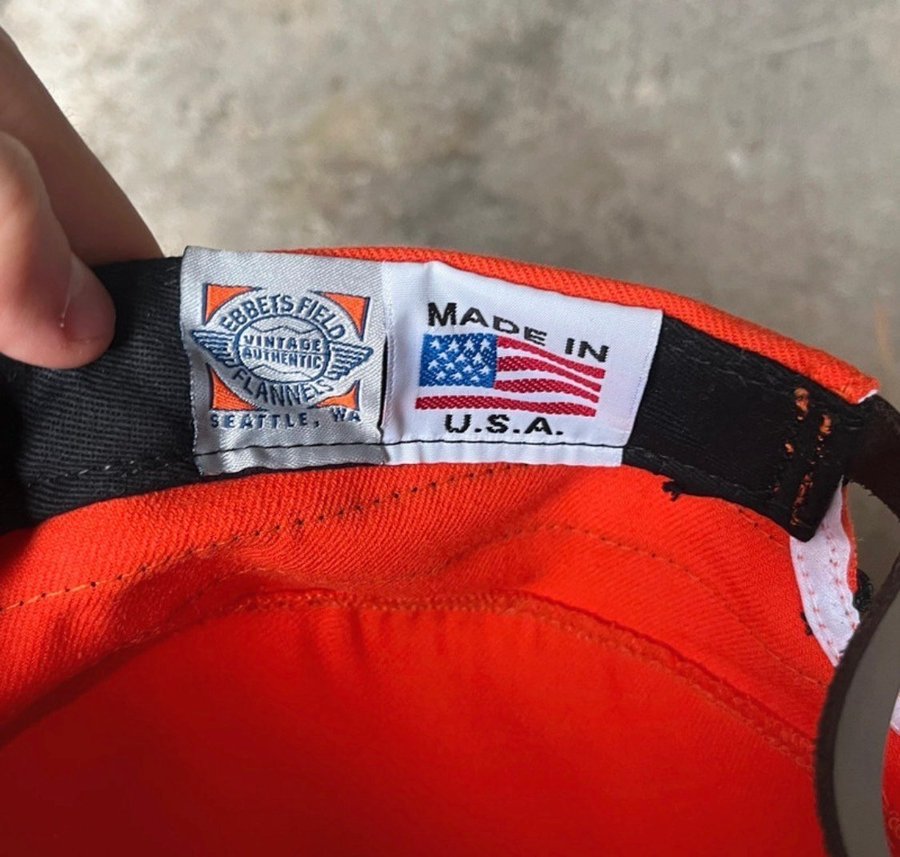 EBBETS FIELD
VINTAGE
AUTHENTIC
FLANNELS
SEATTLE, WA
MADE IN
U.S.A.